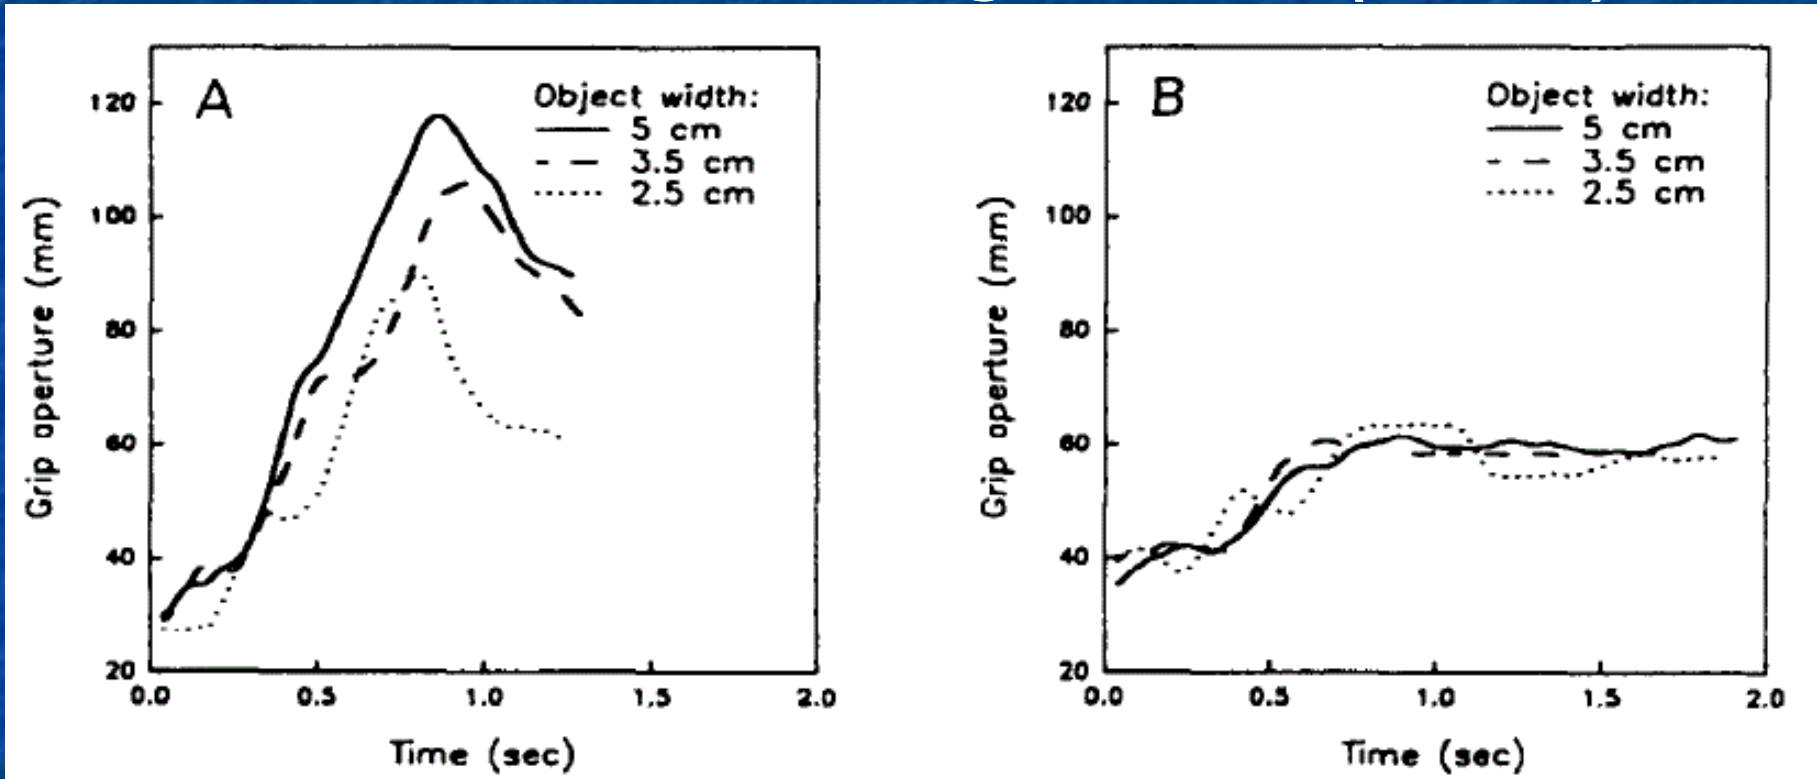 A
Object width:
5 cm
3.5 cm
2.5 cm
120
100
80
60
40
20
0.0 0.5 1.0 1.5 2.0
Grip aperture (mm)
Time (sec)
B
Object width:
5 cm
3.5 cm
2.5 cm
120
100
80
60
40
20
0.0 0.5 1.0 1.5 2.0
Grip aperture (mm)
Time (sec)